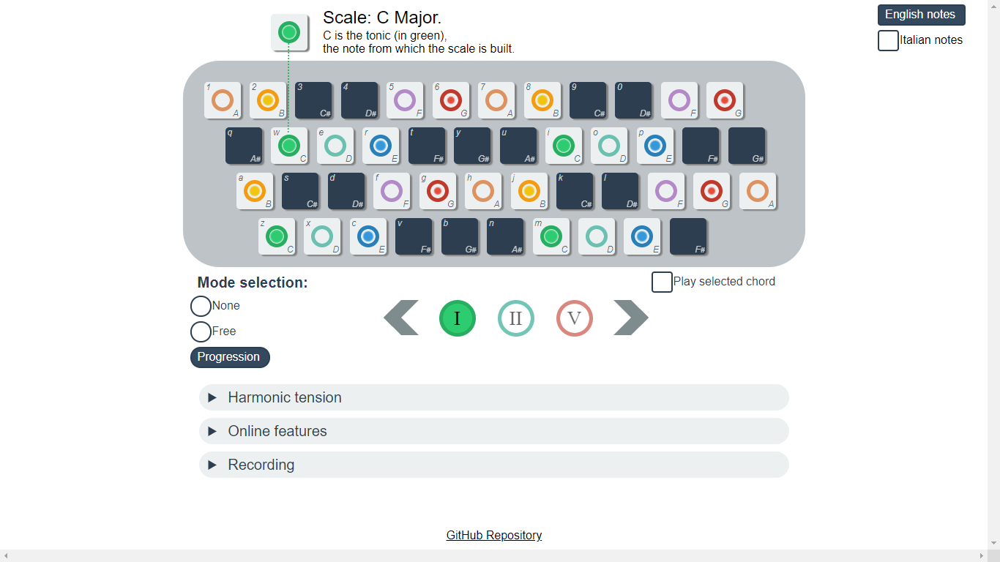 Scale: C Major.
C is the tonic (in green),
the note from which the scale is built.
English notes
Italian notes
1 2 3 4 5 6 7 8 9 0
A B C# D# F G A B C# D# F G
q w e r t y u i o p
A# C D E F# G# A# C D E F# G#
a s d f g h j k l
B C# D# F G A B C# D# F G A
z x c v b n m
C D E F# G# A# C D E F#
Mode selection:
Play selected chord
None
Free
I II V
Progression
Harmonic tension
Online features
Recording
GitHub Repository